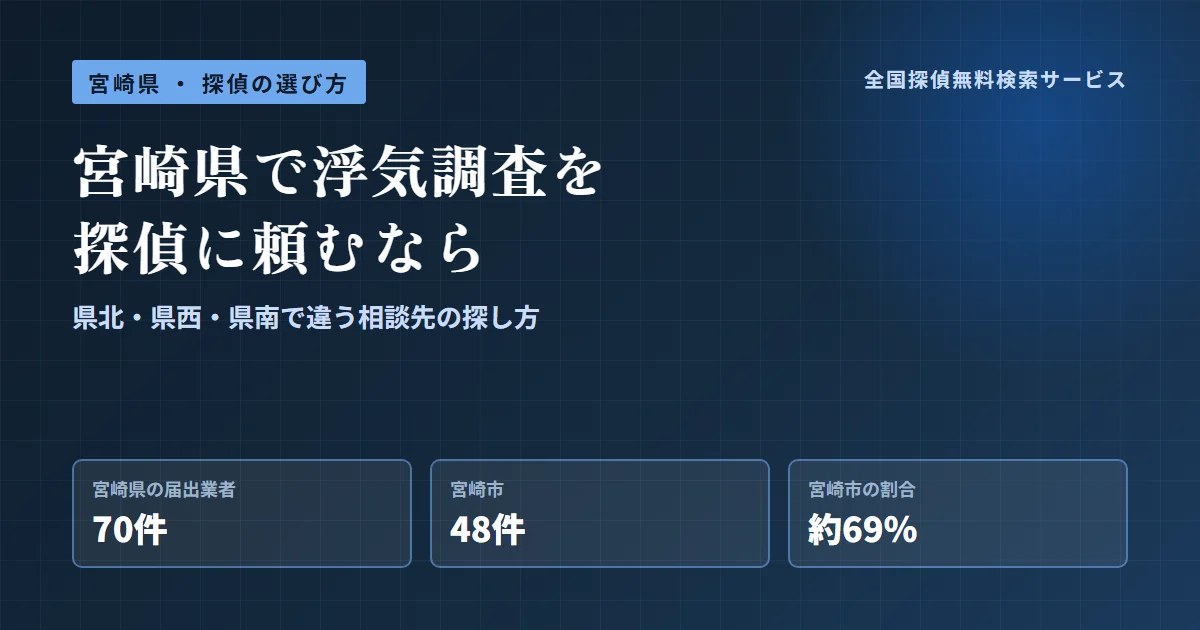 宮崎県 ・ 探偵の選び方
全国探偵無料検索サービス
宮崎県で浮気調査を
探偵に頼むなら
県北・県西・県南で違う相談先の探し方
宮崎県の届出業者
70件
宮崎市
48件
宮崎市の割合
約69%